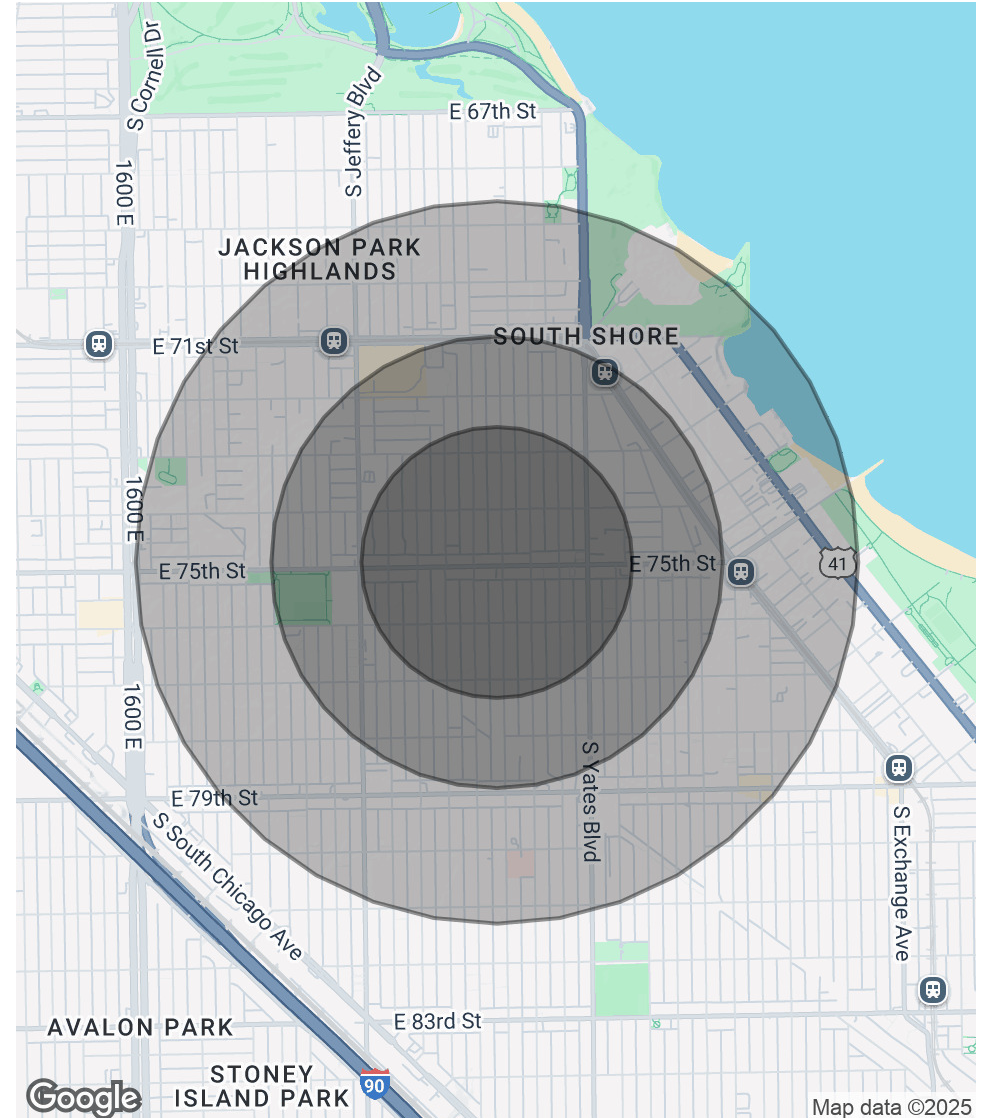 S Cornell Dr
S Jeffery Blvd
E 67th St
1600 E
JACKSON PARK
HIGHLANDS
SOUTH SHORE
E 71st St
1600 E
E 75th St
E 75th St
41
1600 E
S Yates Blvd
E 79th St
S South Chicago Ave
S Exchange Ave
E 83rd St
AVALON PARK
STONEY
ISLAND PARK
90
Google
Map data ©2025